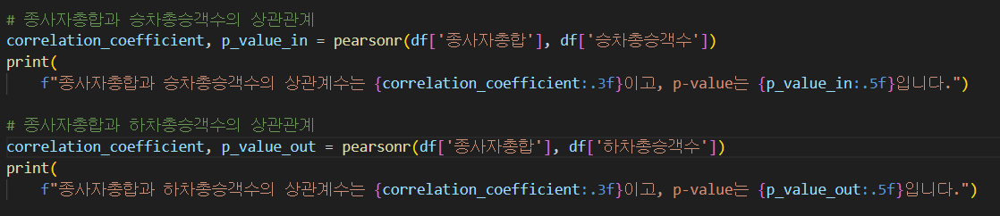 # 종사자총합과 승차총승객수의 상관관계
correlation_coefficient, p_value_in = pearsonr(df['종사자총합'], df['승차총승객수'])
print(
    f"종사자총합과 승차총승객수의 상관계수는 {correlation_coefficient:.3f}이고, p-value는 {p_value_in:.5f}입니다.")
# 종사자총합과 하차총승객수의 상관관계
correlation_coefficient, p_value_out = pearsonr(df['종사자총합'], df['하차총승객수'])
print(
    f"종사자총합과 하차총승객수의 상관계수는 {correlation_coefficient:.3f}이고, p-value는 {p_value_out:.5f}입니다.")